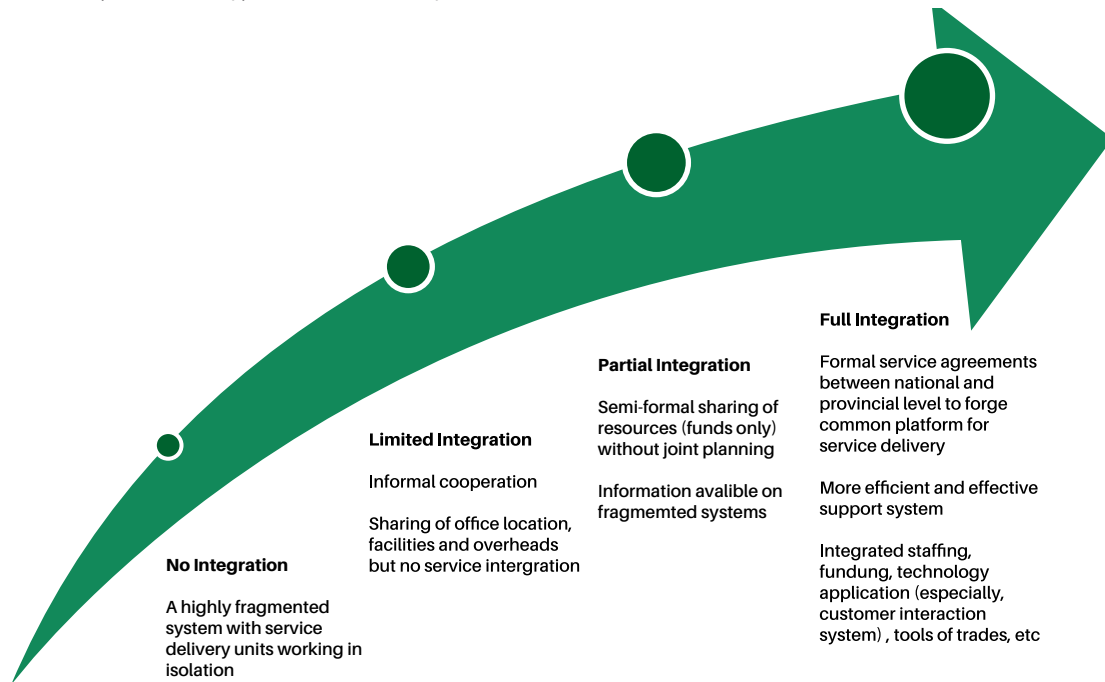 No Integration
A highly fragmented
system with service
delivery units working in
isolation
Limited Integration
Informal cooperation
Sharing of office location,
facilities and overheads
but no service intergration
Partial Integration
Semi-formal sharing of
resources (funds only)
without joint planning
Information avalible on
fragmemted systems
Full Integration
Formal service agreements
between national and
provincial level to forge
common platform for
service delivery
More efficient and effective
support system
Integrated staffing,
fundung, technology
application (especially,
customer interaction
system) , tools of trades, etc